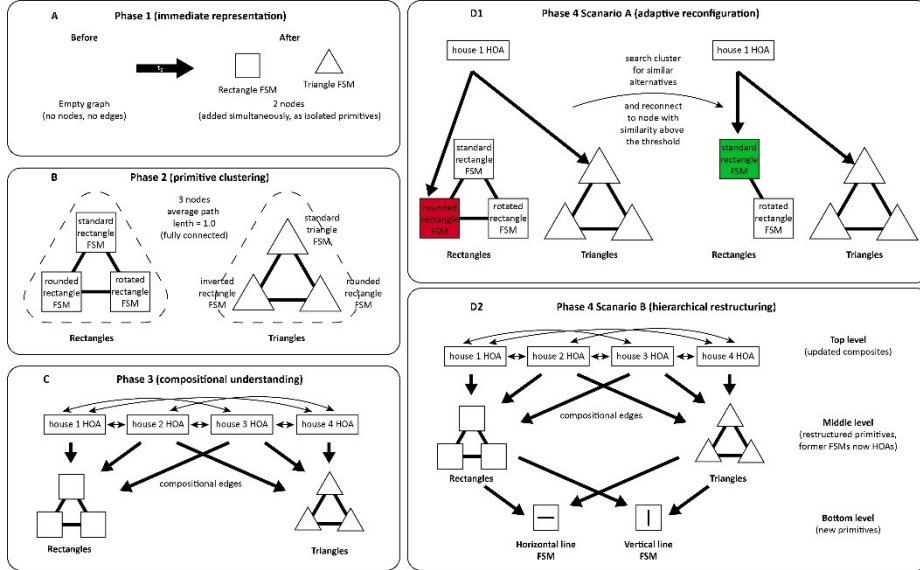 A
Phase 1 (immediate representation)
Before
After
t₀
Rectangle FSM
Triangle FSM
Empty graph
(no nodes, no edges)
2 nodes
(added simultaneously, as isolated primitives)
B
Phase 2 (primitive clustering)
standard
rectangle
FSM
rounded
rectangle
FSM
rotated
rectangle
FSM
3 nodes
average path
lenth = 1.0
(fully connected)
standard
triangle
FSM
inverted
rectangle
FSM
rounded
rectangle
FSM
Rectangles
Triangles
C
Phase 3 (compositional understanding)
house 1 HOA
house 2 HOA
house 3 HOA
house 4 HOA
compositional edges
Rectangles
Triangles
D1
Phase 4 Scanario A (adaptive reconfiguration)
house 1 HOA
search cluster
for similar
alternatives
and reconnect
to node with
similarity above
the threshold
house 1 HOA
standard
rectangle
FSM
rounded
rectangle
FSM
rotated
rectangle
FSM
standard
rectangle
FSM
rotated
rectangle
FSM
Rectangles
Triangles
Rectangles
Triangles
D2
Phase 4 Scanario B (hierarchical restructuring)
house 1 HOA
house 2 HOA
house 3 HOA
house 4 HOA
Top level
(updated composites)
compositional edges
Middle level
(restructured primitives,
former FSMs now HOAs)
Rectangles
Triangles
Bottom level
(new primitives)
Horizontal line
FSM
Vertical line
FSM